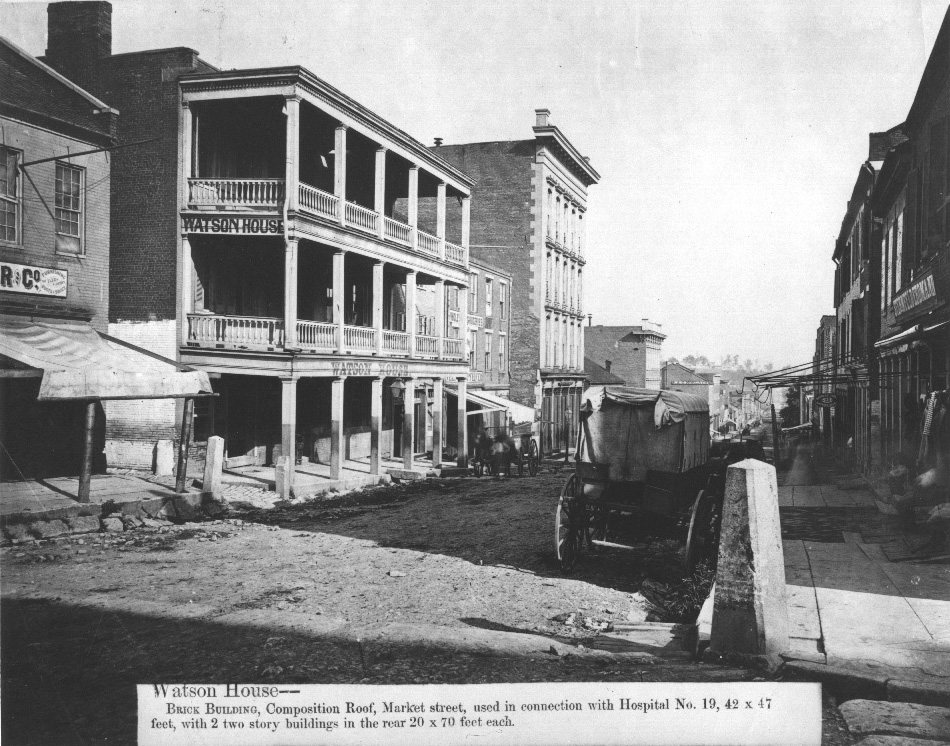 WATSON HOUSE
R & Co.
WATSON HOUSE
Watson House—
Brick Building, Composition Roof, Market street, used in connection with Hospital No. 19, 42 x 47
feet, with 2 two story buildings in the rear 20 x 70 feet each.